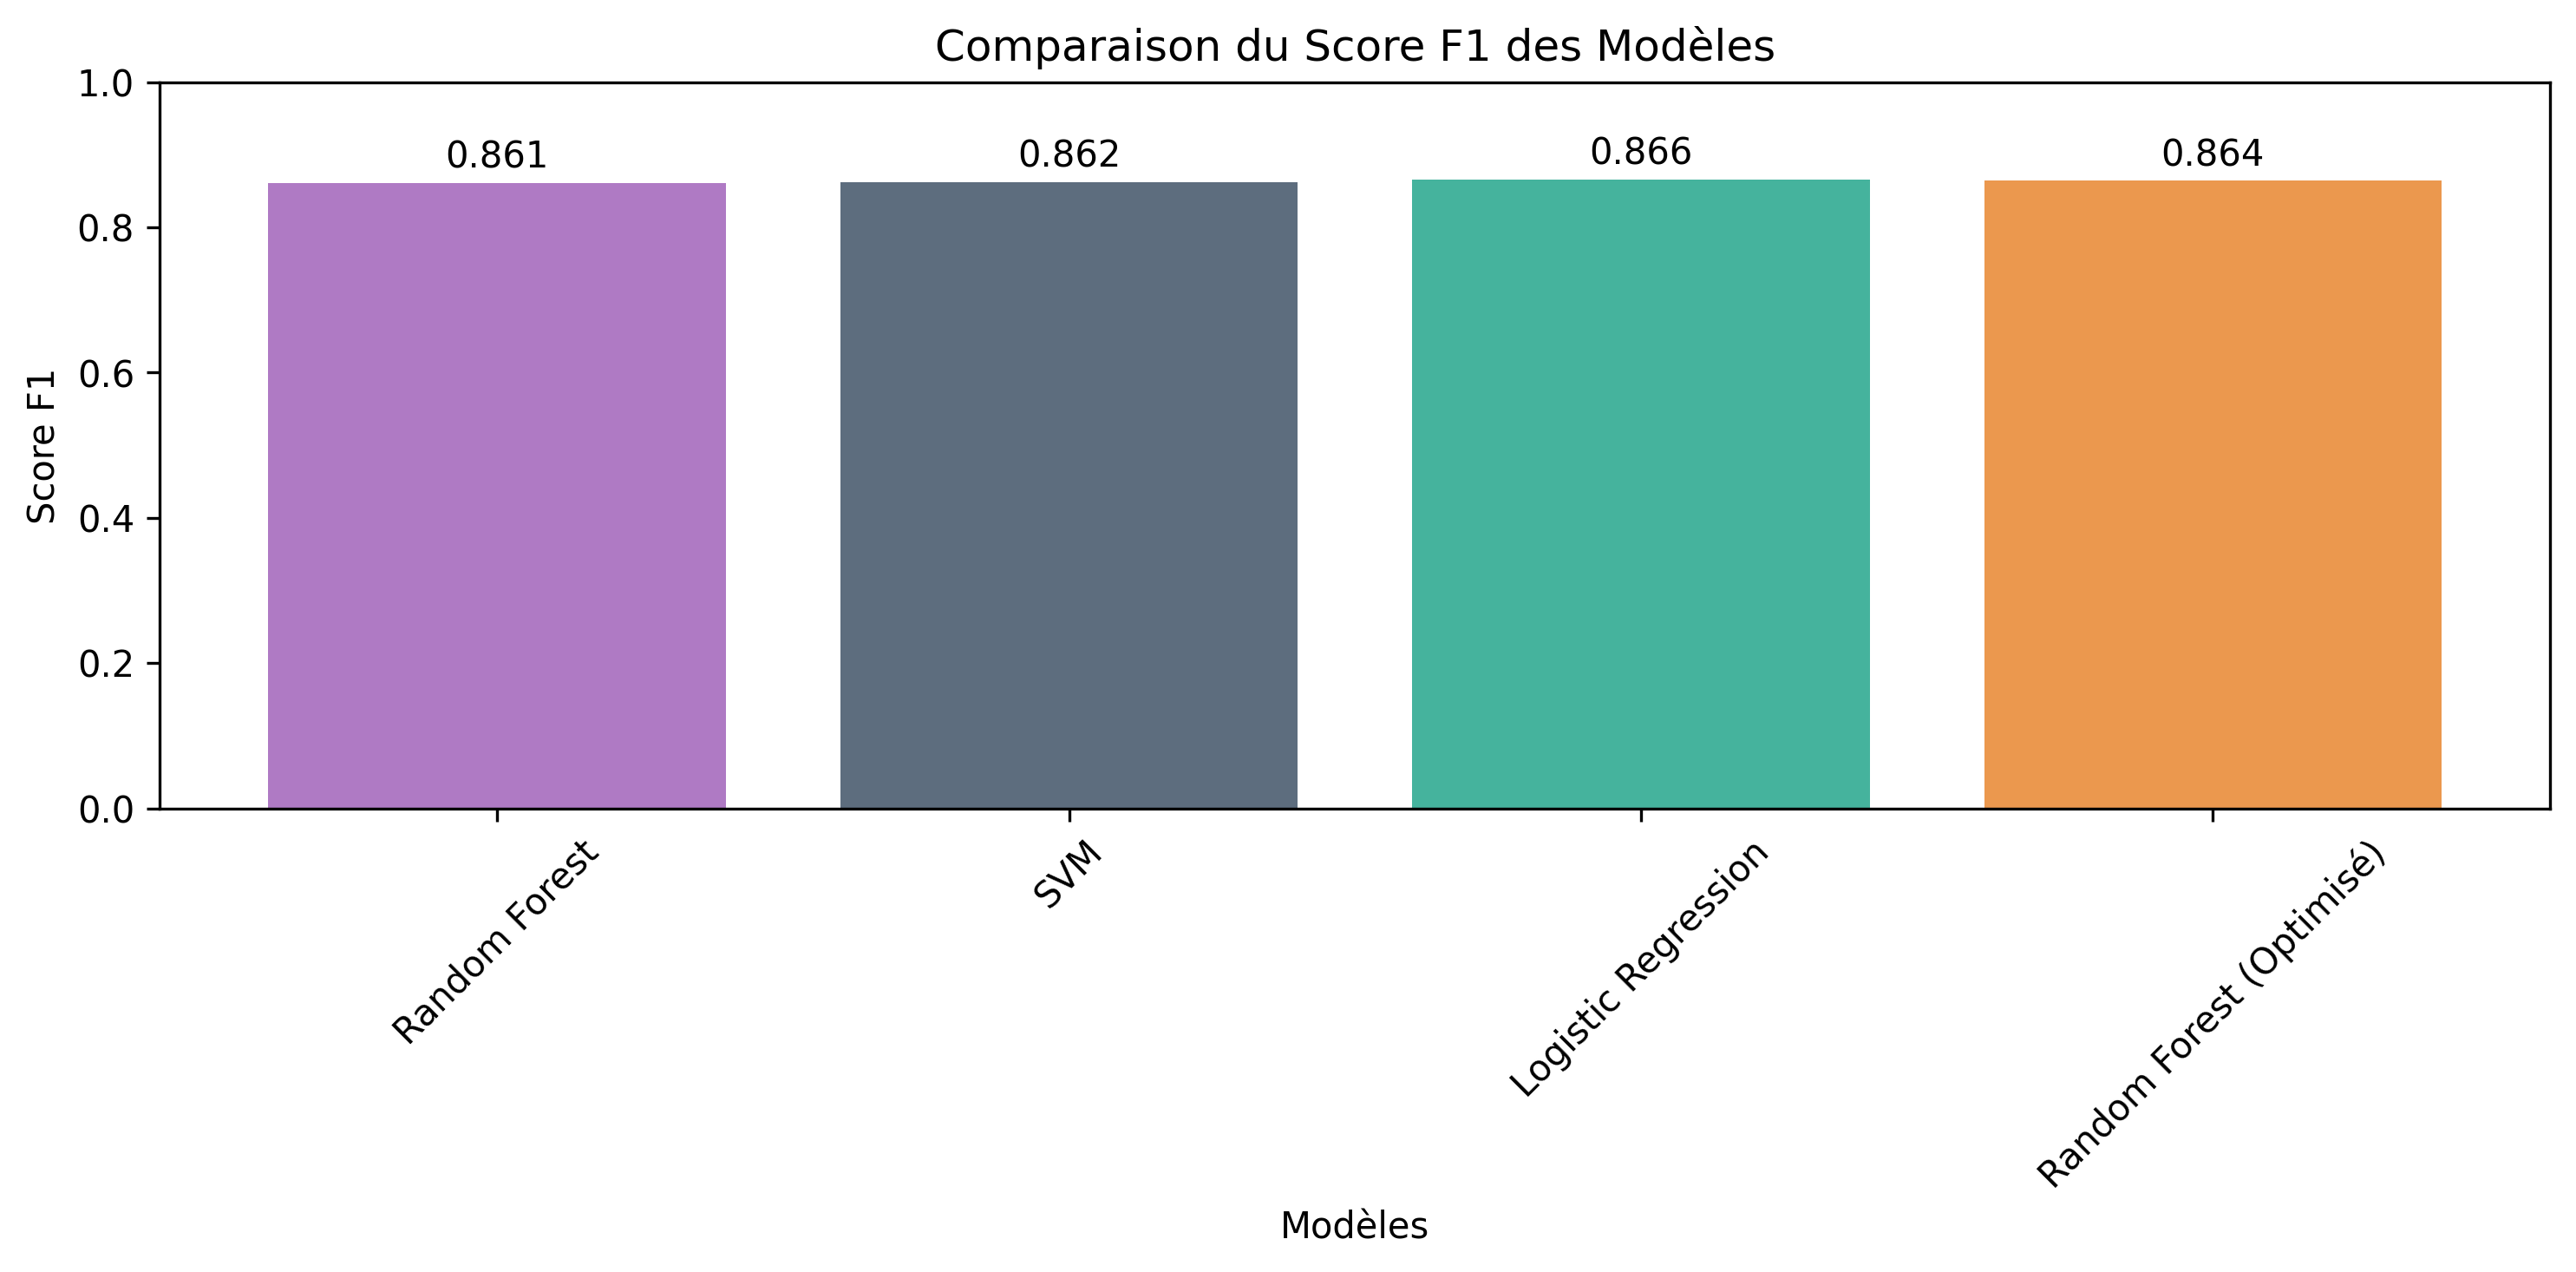 Comparaison du Score F1 des Modèles
1.0
0.8
0.6
0.4
0.2
0.0
Score F1
0.861
0.862
0.866
0.864
Random Forest
SVM
Logistic Regression
Random Forest (Optimisé)
Modèles